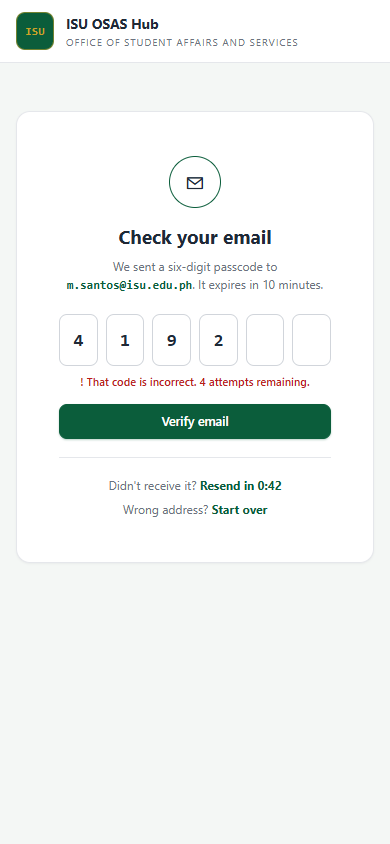 ISU
ISU OSAS Hub
OFFICE OF STUDENT AFFAIRS AND SERVICES
Check your email
We sent a six-digit passcode to
m.santos@isu.edu.ph. It expires in 10 minutes.
4 1 9 2
! That code is incorrect. 4 attempts remaining.
Verify email
Didn't receive it? Resend in 0:42
Wrong address? Start over